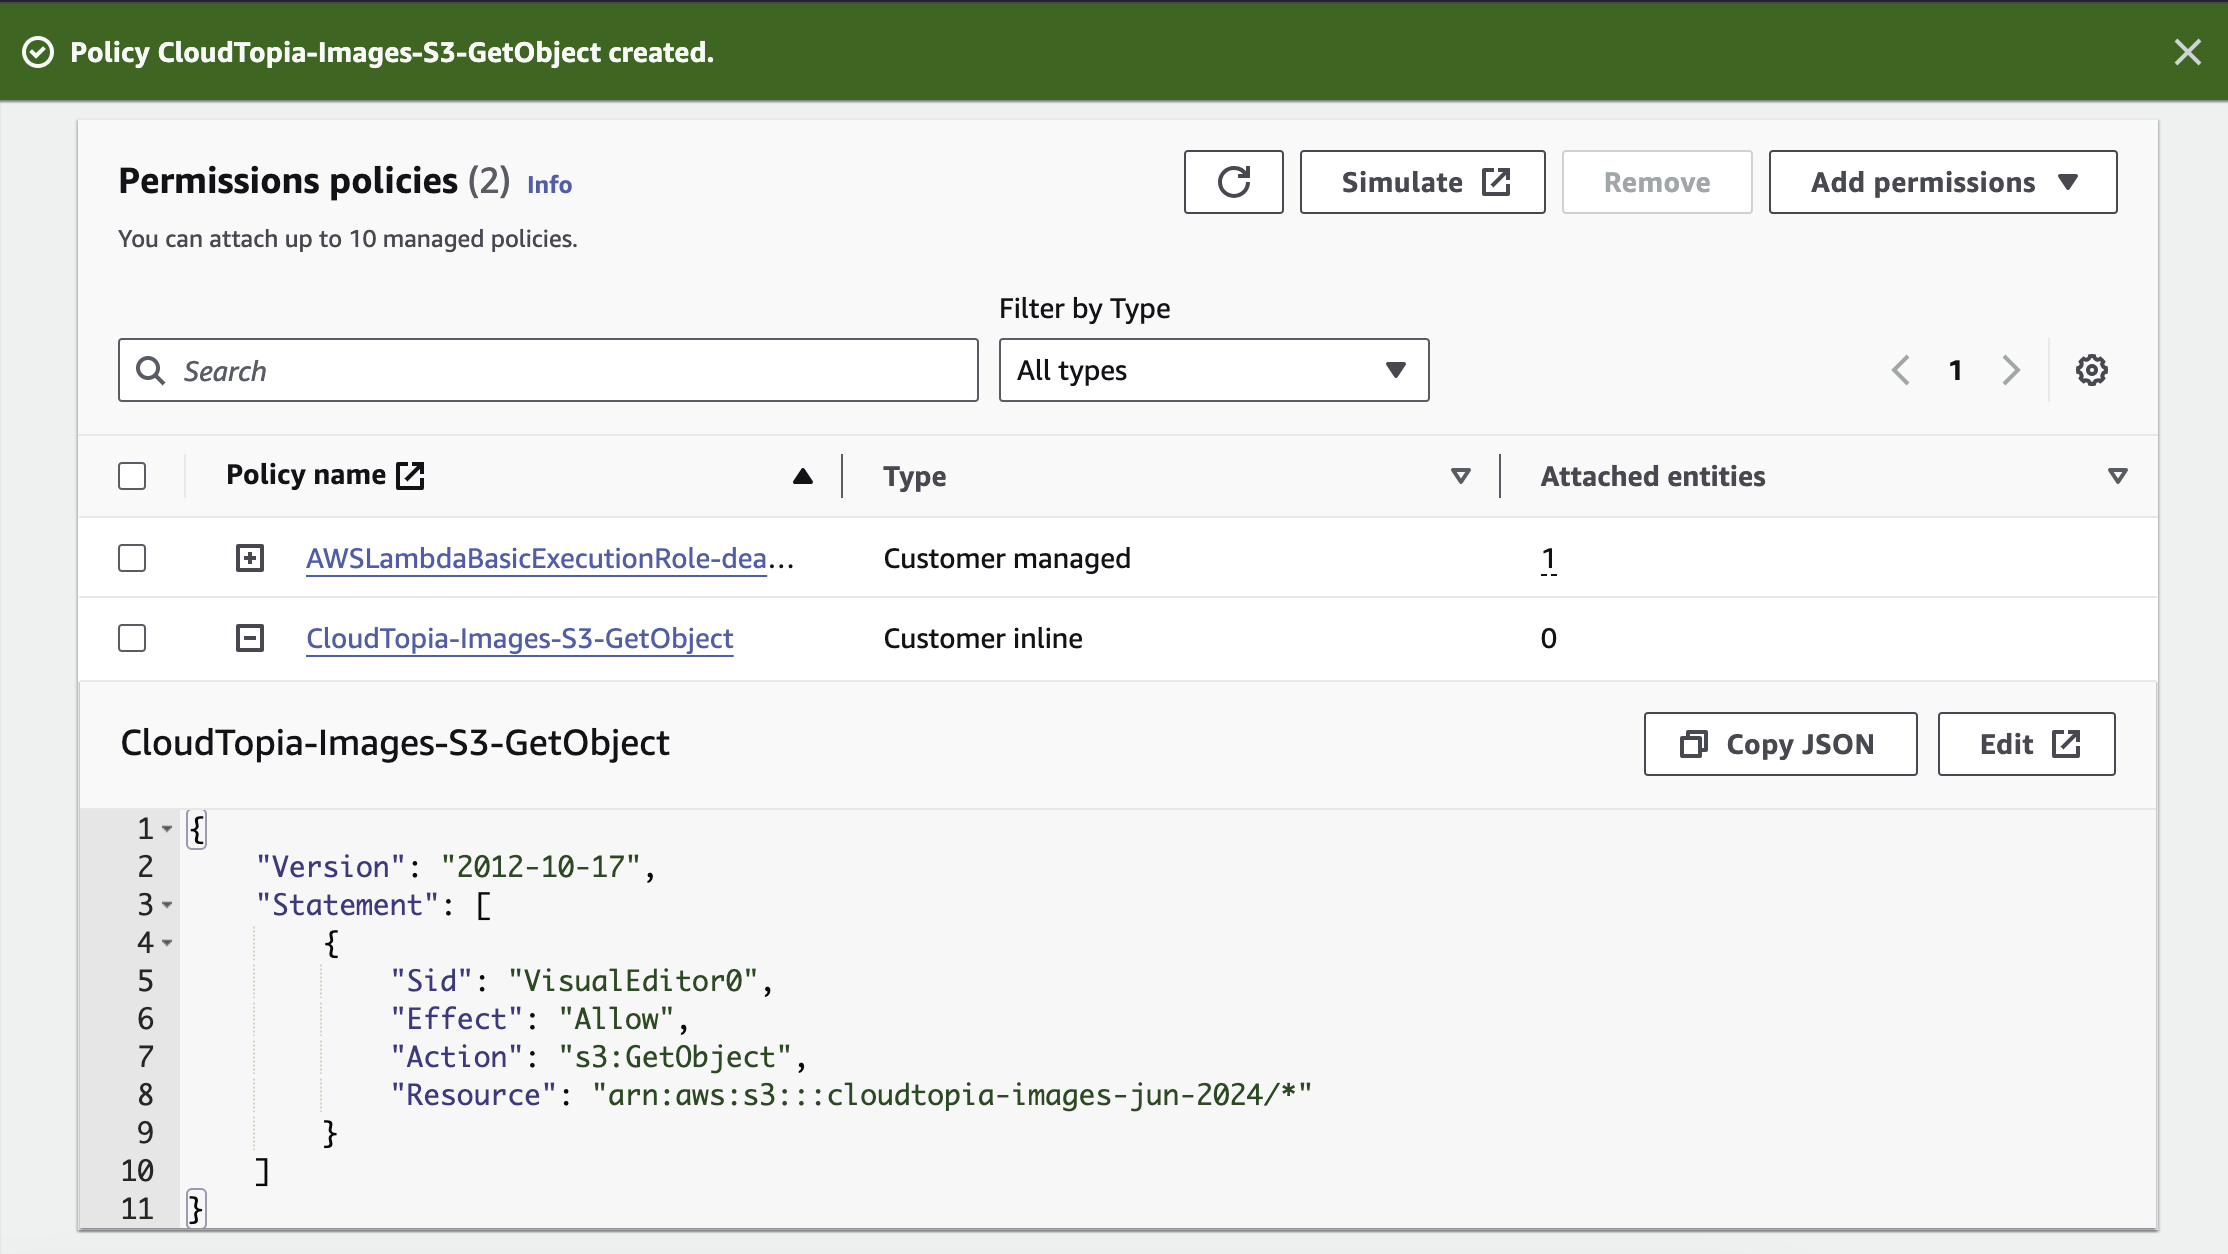 Policy CloudTopia-Images-S3-GetObject created.
Permissions policies (2) Info
Simulate
Remove
Add permissions
You can attach up to 10 managed policies.
Filter by Type
Search
All types
1
Policy name
Type
Attached entities
AWSLambdaBasicExecutionRole-dea... Customer managed 1
CloudTopia-Images-S3-GetObject Customer inline 0
CloudTopia-Images-S3-GetObject
Copy JSON
Edit
1 {
2 "Version": "2012-10-17",
3 "Statement": [
4 {
5 "Sid": "VisualEditor0",
6 "Effect": "Allow",
7 "Action": "s3:GetObject",
8 "Resource": "arn:aws:s3:::cloudtopia-images-jun-2024/*"
9 }
10 ]
11 }